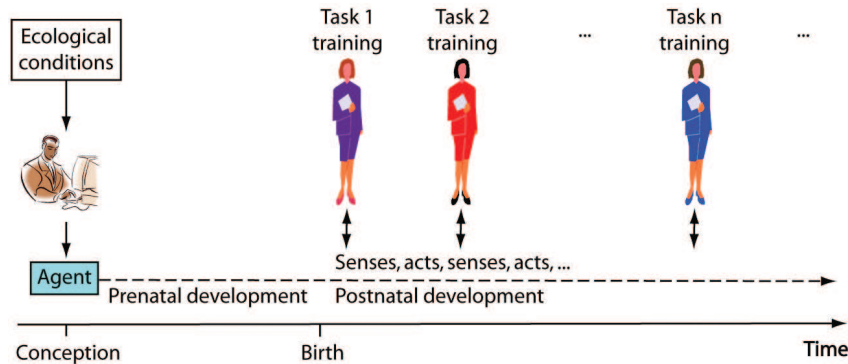 Ecological
conditions
Task 1
training
Task 2
training
...
Task n
training
...
Agent
Senses, acts, senses, acts, ...
Prenatal development
Postnatal development
Conception
Birth
Time